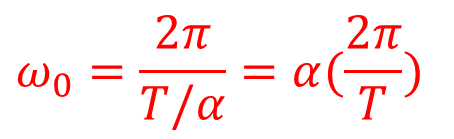 ω₀ = 2π / (T/α) = α(2π/T)